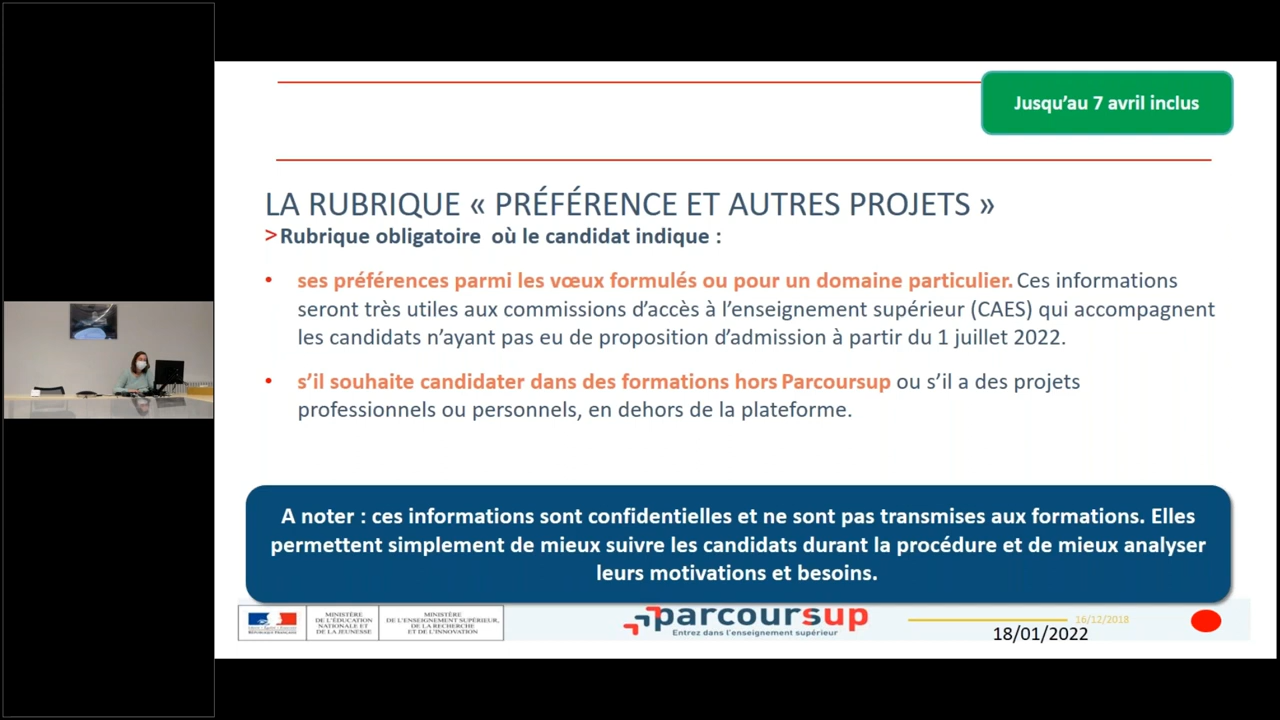 Jusqu'au 7 avril inclus
LA RUBRIQUE « PRÉFÉRENCE ET AUTRES PROJETS »
>Rubrique obligatoire où le candidat indique :
• ses préférences parmi les vœux formulés ou pour un domaine particulier. Ces informations
seront très utiles aux commissions d'accès à l'enseignement supérieur (CAES) qui accompagnent
les candidats n'ayant pas eu de proposition d'admission à partir du 1 juillet 2022.
• s'il souhaite candidater dans des formations hors Parcoursup ou s'il a des projets
professionnels ou personnels, en dehors de la plateforme.
A noter : ces informations sont confidentielles et ne sont pas transmises aux formations. Elles
permettent simplement de mieux suivre les candidats durant la procédure et de mieux analyser
leurs motivations et besoins.
RÉPUBLIQUE FRANÇAISE
MINISTÈRE
DE L'ÉDUCATION
NATIONALE ET
DE LA JEUNESSE
MINISTÈRE
DE L'ENSEIGNEMENT SUPÉRIEUR,
DE LA RECHERCHE
ET DE L'INNOVATION
parcoursup
Entrez dans l'enseignement supérieur
16/12/2018
18/01/2022